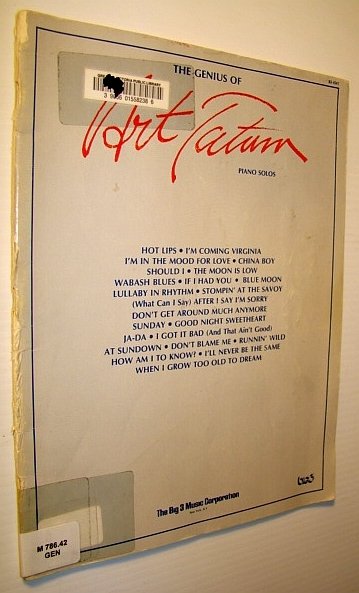 THE GENIUS OF
Art Tatum
PIANO SOLOS
HOT LIPS • I'M COMING VIRGINIA
I'M IN THE MOOD FOR LOVE • CHINA BOY
SHOULD I • THE MOON IS LOW
WABASH BLUES • IF I HAD YOU • BLUE MOON
LULLABY IN RHYTHM • STOMPIN' AT THE SAVOY
(What Can I Say) AFTER I SAY I'M SORRY
DON'T GET AROUND MUCH ANYMORE
SUNDAY • GOOD NIGHT SWEETHEART
JA-DA • I GOT IT BAD (And That Ain't Good)
AT SUNDOWN • DON'T BLAME ME • RUNNIN' WILD
HOW AM I TO KNOW? • I'LL NEVER BE THE SAME
WHEN I GROW TOO OLD TO DREAM
The Big 3 Music Corporation
M 786.42
GEN